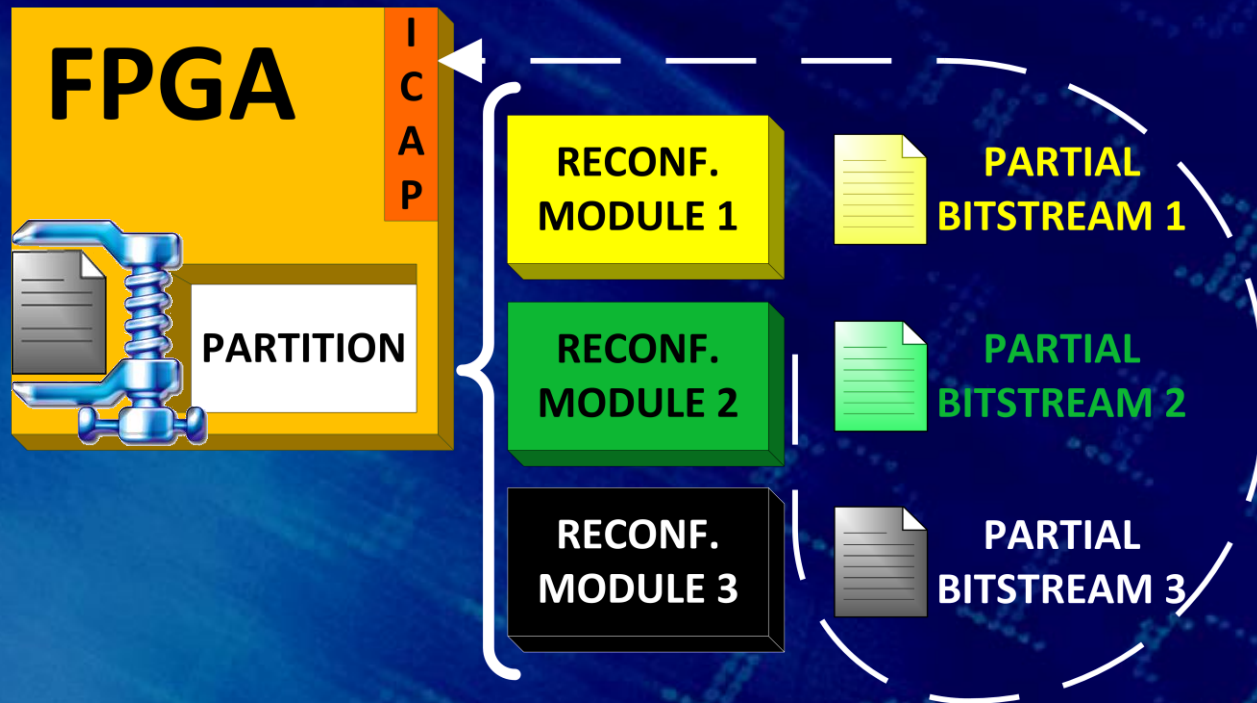 FPGA
ICAP
PARTITION
RECONF.
MODULE 1
RECONF.
MODULE 2
RECONF.
MODULE 3
PARTIAL
BITSTREAM 1
PARTIAL
BITSTREAM 2
PARTIAL
BITSTREAM 3